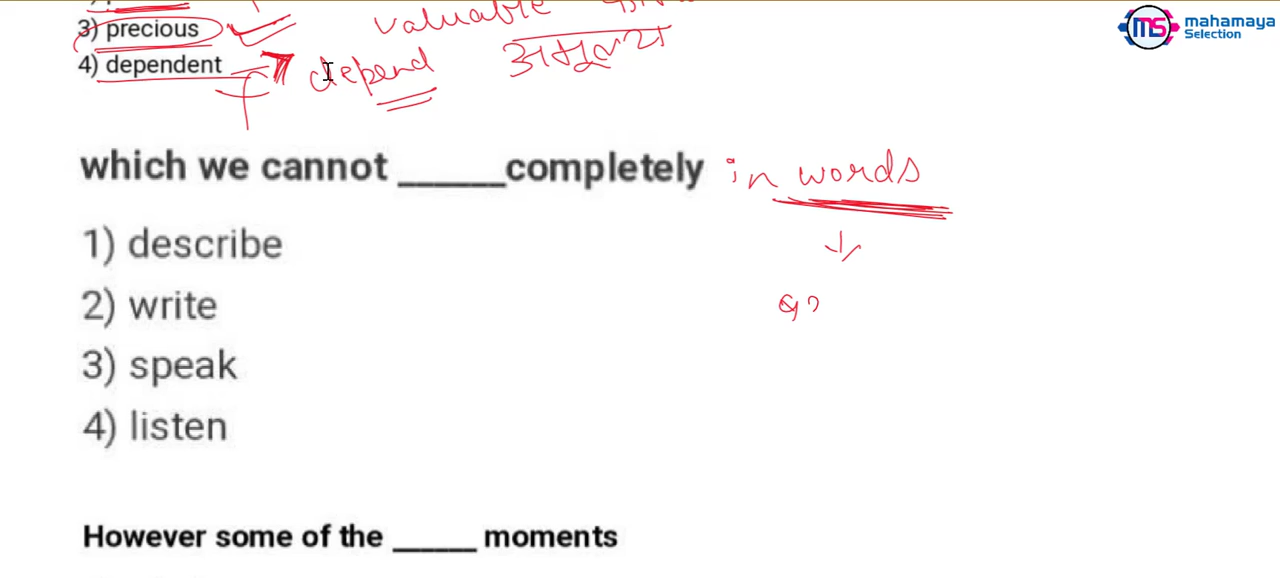 3) precious
valuable
mahamaya
Selection
4) dependent
depend
which we cannot ______completely in words
1) describe
2) write
3) speak
4) listen
However some of the _____ moments